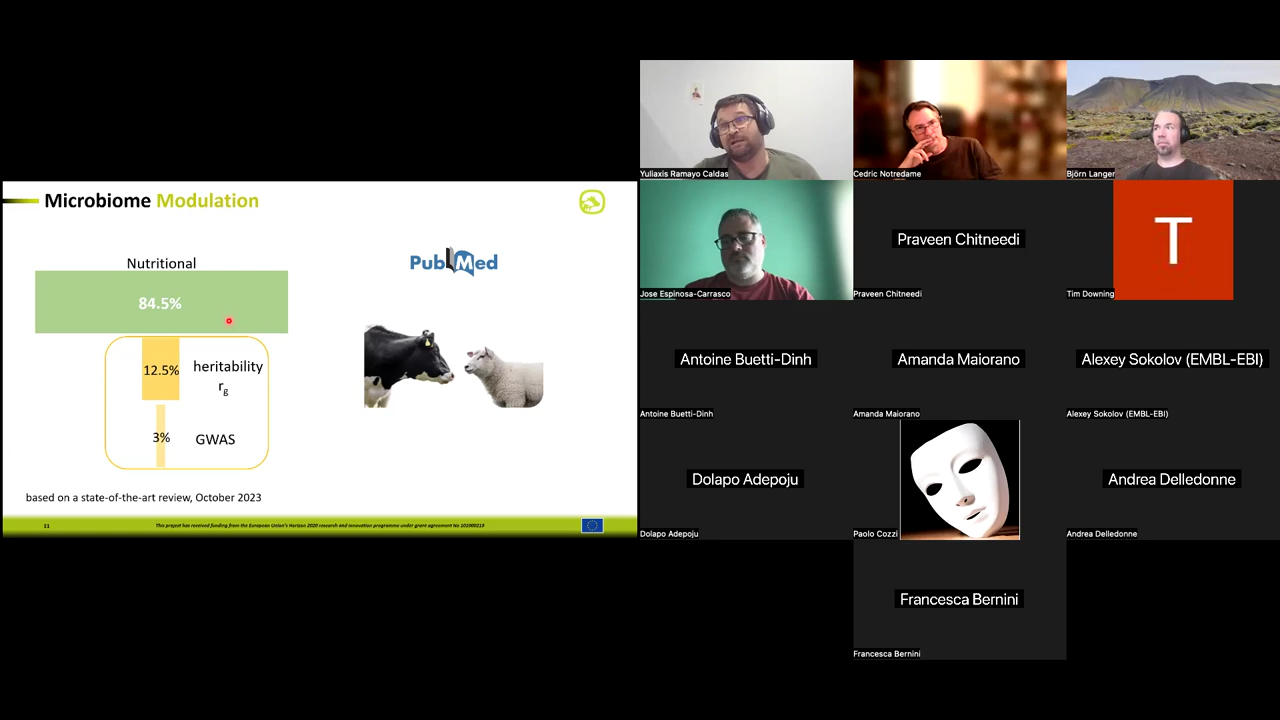 Microbiome Modulation
Nutritional
84.5%
12.5%
heritability
rg
3%
GWAS
based on a state-of-the-art review, October 2023
PubMed
This project has received funding from the European Union's Horizon 2020 research and innovation programme under grant agreement No 101000213
Yuliaxis Ramayo Caldas
Cedric Notredame
Björn Langer
Jose Espinosa-Carrasco
Praveen Chitneedi
Praveen Chitneedi
T
Tim Downing
Antoine Buetti-Dinh
Antoine Buetti-Dinh
Amanda Maiorano
Amanda Maiorano
Alexey Sokolov (EMBL-EBI)
Alexey Sokolov (EMBL-EBI)
Dolapo Adepoju
Dolapo Adepoju
Paolo Cozzi
Andrea Delledonne
Andrea Delledonne
Francesca Bernini
Francesca Bernini